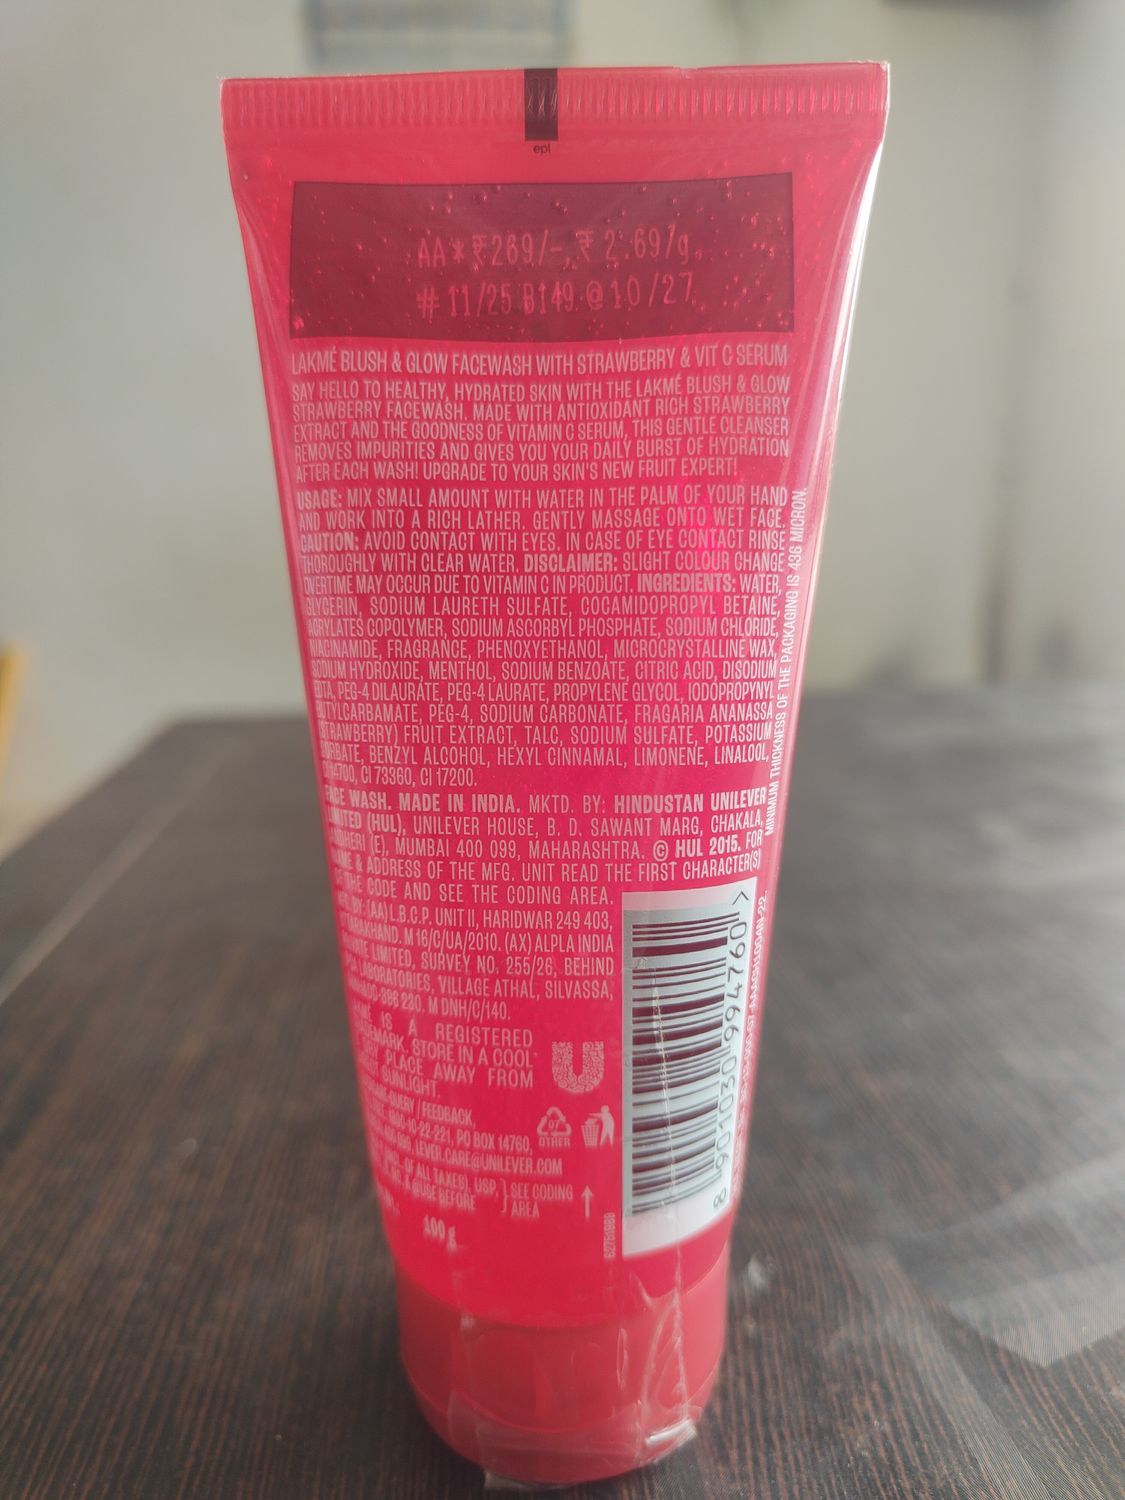 epl
AA * ₹269/-, ₹ 2.69/g
# 11/25 B149 @ 10/27
LAKMÉ BLUSH & GLOW FACEWASH WITH STRAWBERRY & VIT C SERUM
SAY HELLO TO HEALTHY, HYDRATED SKIN WITH THE LAKMÉ BLUSH & GLOW
STRAWBERRY FACEWASH. MADE WITH ANTIOXIDANT RICH STRAWBERRY
EXTRACT AND THE GOODNESS OF VITAMIN C SERUM, THIS GENTLE CLEANSER
REMOVES IMPURITIES AND GIVES YOU YOUR DAILY BURST OF HYDRATION
AFTER EACH WASH! UPGRADE TO YOUR SKIN'S NEW FRUIT EXPERT!
USAGE: MIX SMALL AMOUNT WITH WATER IN THE PALM OF YOUR HAND
AND WORK INTO A RICH LATHER. GENTLY MASSAGE ONTO WET FACE.
CAUTION: AVOID CONTACT WITH EYES. IN CASE OF EYE CONTACT RINSE
THOROUGHLY WITH CLEAR WATER. DISCLAIMER: SLIGHT COLOUR CHANGE
OVERTIME MAY OCCUR DUE TO VITAMIN C IN PRODUCT. INGREDIENTS: WATER,
GLYCERIN, SODIUM LAURETH SULFATE, COCAMIDOPROPYL BETAINE,
ACRYLATES COPOLYMER, SODIUM ASCORBYL PHOSPHATE, SODIUM CHLORIDE,
NIACINAMIDE, FRAGRANCE, PHENOXYETHANOL, MICROCRYSTALLINE WAX,
SODIUM HYDROXIDE, MENTHOL, SODIUM BENZOATE, CITRIC ACID, DISODIUM
EDTA, PEG-4 DILAURATE, PEG-4 LAURATE, PROPYLENE GLYCOL, IODOPROPYNYL
BUTYLCARBAMATE, PEG-4, SODIUM CARBONATE, FRAGARIA ANANASSA
(STRAWBERRY) FRUIT EXTRACT, TALC, SODIUM SULFATE, POTASSIUM
SORBATE, BENZYL ALCOHOL, HEXYL CINNAMAL, LIMONENE, LINALOOL,
CI 73360, CI 17200.
FACE WASH. MADE IN INDIA. MKTD. BY: HINDUSTAN UNILEVER
LIMITED (HUL), UNILEVER HOUSE, B. D. SAWANT MARG, CHAKALA,
ANDHERI (E), MUMBAI 400 099, MAHARASHTRA. © HUL 2015. FOR
NAME & ADDRESS OF THE MFG. UNIT READ THE FIRST CHARACTER(S)
OF THE CODE AND SEE THE CODING AREA.
BY: (AA) L.B.C.P. UNIT II, HARIDWAR 249 403,
UTTARAKHAND. M 16/C/UA/2010. (AX) ALPLA INDIA
PRIVATE LIMITED, SURVEY NO. 255/26, BEHIND
LABORATORIES, VILLAGE ATHAL, SILVASSA,
M DNH/C/140.
IS A REGISTERED
TRADEMARK. STORE IN A COOL
DRY PLACE AWAY FROM
SUNLIGHT.
QUERY / FEEDBACK,
PO BOX 14760,
LEVER.CARE@UNILEVER.COM
OF ALL TAXES), USP,
& @USE BEFORE
SEE CODING
AREA
100 g
07
OTHER
62751969
8 901030 994760 >
MINIMUM THICKNESS OF THE PACKAGING IS 436 MICRON.